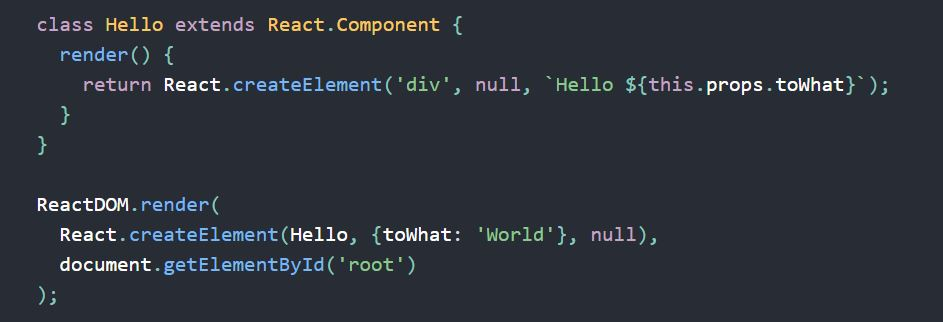 class Hello extends React.Component {
  render() {
    return React.createElement('div', null, `Hello ${this.props.toWhat}`);
  }
}

ReactDOM.render(
  React.createElement(Hello, {toWhat: 'World'}, null),
  document.getElementById('root')
);